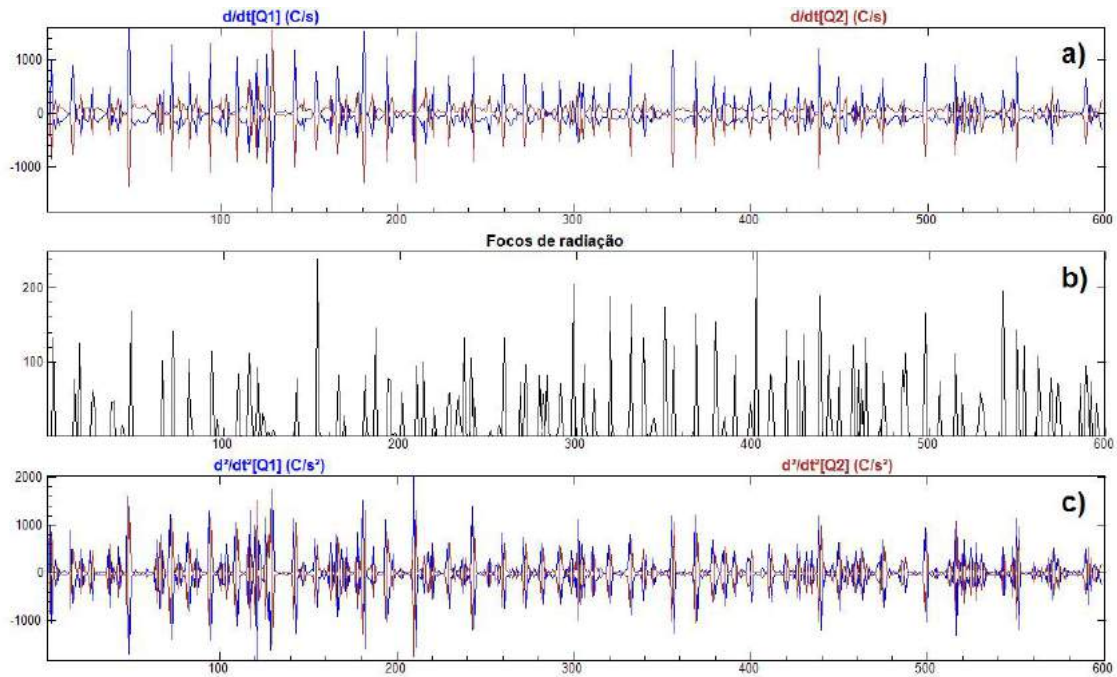 d/dt[Q1] (C/s) d/dt[Q2] (C/s)
a)
1000
0
-1000
100 200 300 400 500 600
Focos de radiação
b)
200
100
100 200 300 400 500 600
d²/dt²[Q1] (C/s²) d²/dt²[Q2] (C/s²)
c)
2000
1000
0
-1000
100 200 300 400 500 600